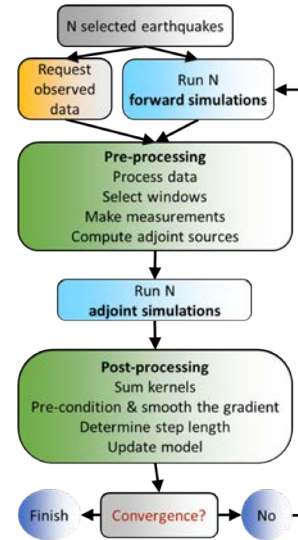 N selected earthquakes
Request
observed
data
Run N
forward simulations
Pre-processing
Process data
Select windows
Make measurements
Compute adjoint sources
Run N
adjoint simulations
Post-processing
Sum kernels
Pre-condition & smooth the gradient
Determine step length
Update model
Finish
Convergence?
No